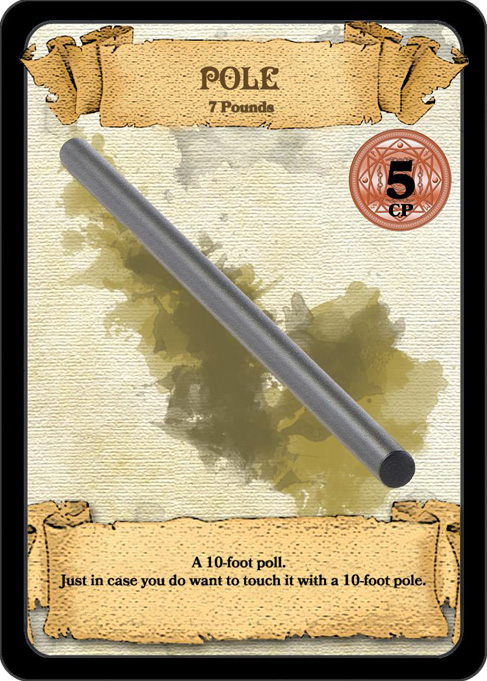 POLE
7 Pounds
5
CP
A 10-foot poll.
Just in case you do want to touch it with a 10-foot pole.